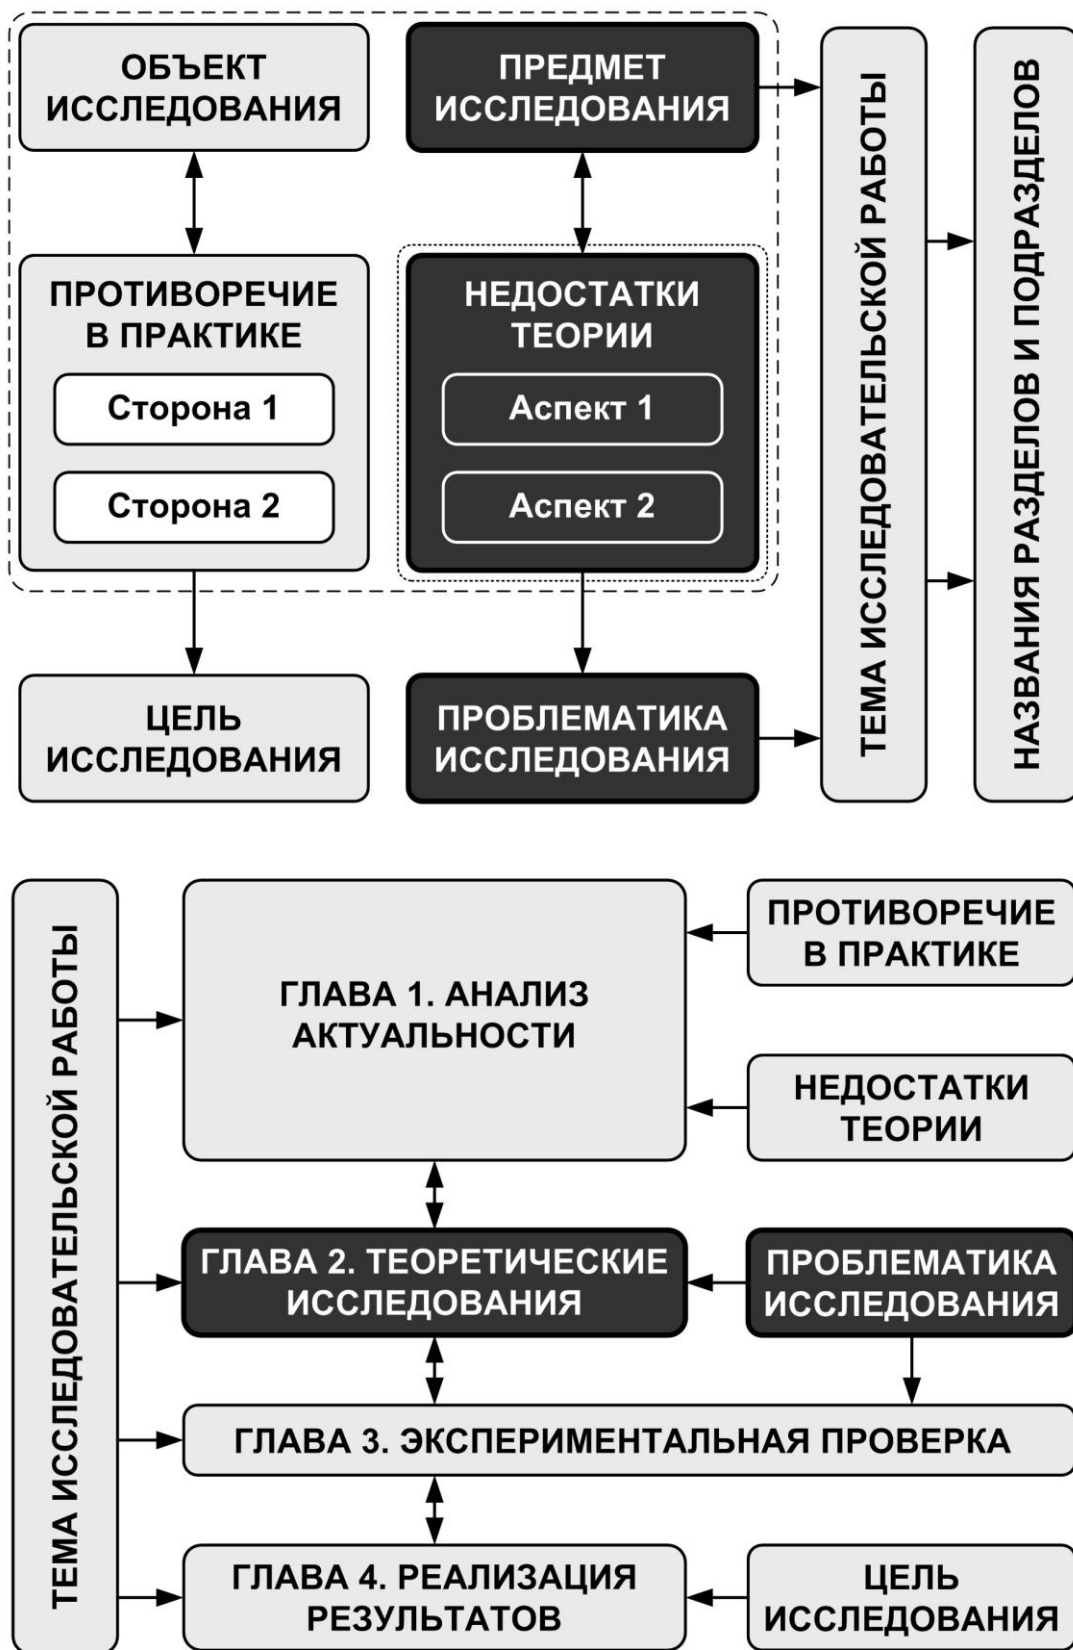 ОБЪЕКТ
ИССЛЕДОВАНИЯ
ПРЕДМЕТ
ИССЛЕДОВАНИЯ
ПРОТИВОРЕЧИЕ
В ПРАКТИКЕ
Сторона 1
Сторона 2
НЕДОСТАТКИ
ТЕОРИИ
Аспект 1
Аспект 2
ЦЕЛЬ
ИССЛЕДОВАНИЯ
ПРОБЛЕМАТИКА
ИССЛЕДОВАНИЯ
ТЕМА ИССЛЕДОВАТЕЛЬСКОЙ РАБОТЫ
НАЗВАНИЯ РАЗДЕЛОВ И ПОДРАЗДЕЛОВ
ТЕМА ИССЛЕДОВАТЕЛЬСКОЙ РАБОТЫ
ГЛАВА 1. АНАЛИЗ
АКТУАЛЬНОСТИ
ПРОТИВОРЕЧИЕ
В ПРАКТИКЕ
НЕДОСТАТКИ
ТЕОРИИ
ГЛАВА 2. ТЕОРЕТИЧЕСКИЕ
ИССЛЕДОВАНИЯ
ПРОБЛЕМАТИКА
ИССЛЕДОВАНИЯ
ГЛАВА 3. ЭКСПЕРИМЕНТАЛЬНАЯ ПРОВЕРКА
ГЛАВА 4. РЕАЛИЗАЦИЯ
РЕЗУЛЬТАТОВ
ЦЕЛЬ
ИССЛЕДОВАНИЯ